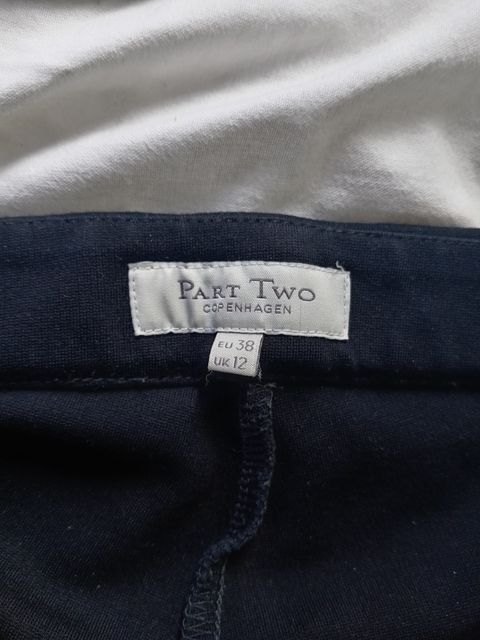 PART TWO
COPENHAGEN
EU 38
UK 12